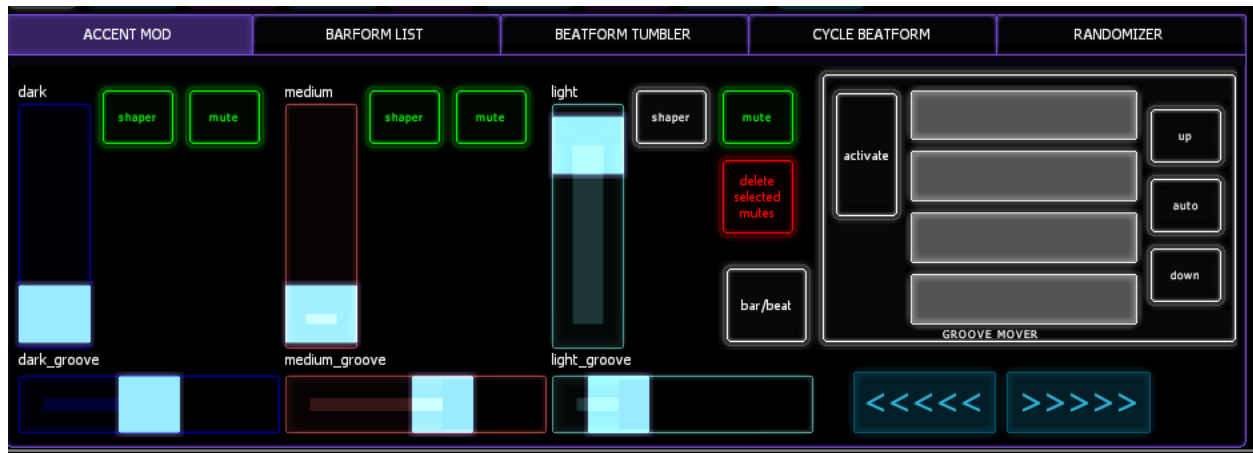 ACCENT MOD
BARFORM LIST
BEATFORM TUMBLER
CYCLE BEATFORM
RANDOMIZER
dark
shaper
mute
medium
shaper
mute
light
shaper
mute
delete
selected
mutes
bar/beat
activate
up
auto
down
GROOVE MOVER
dark_groove
medium_groove
light_groove
<<<<<
>>>>>